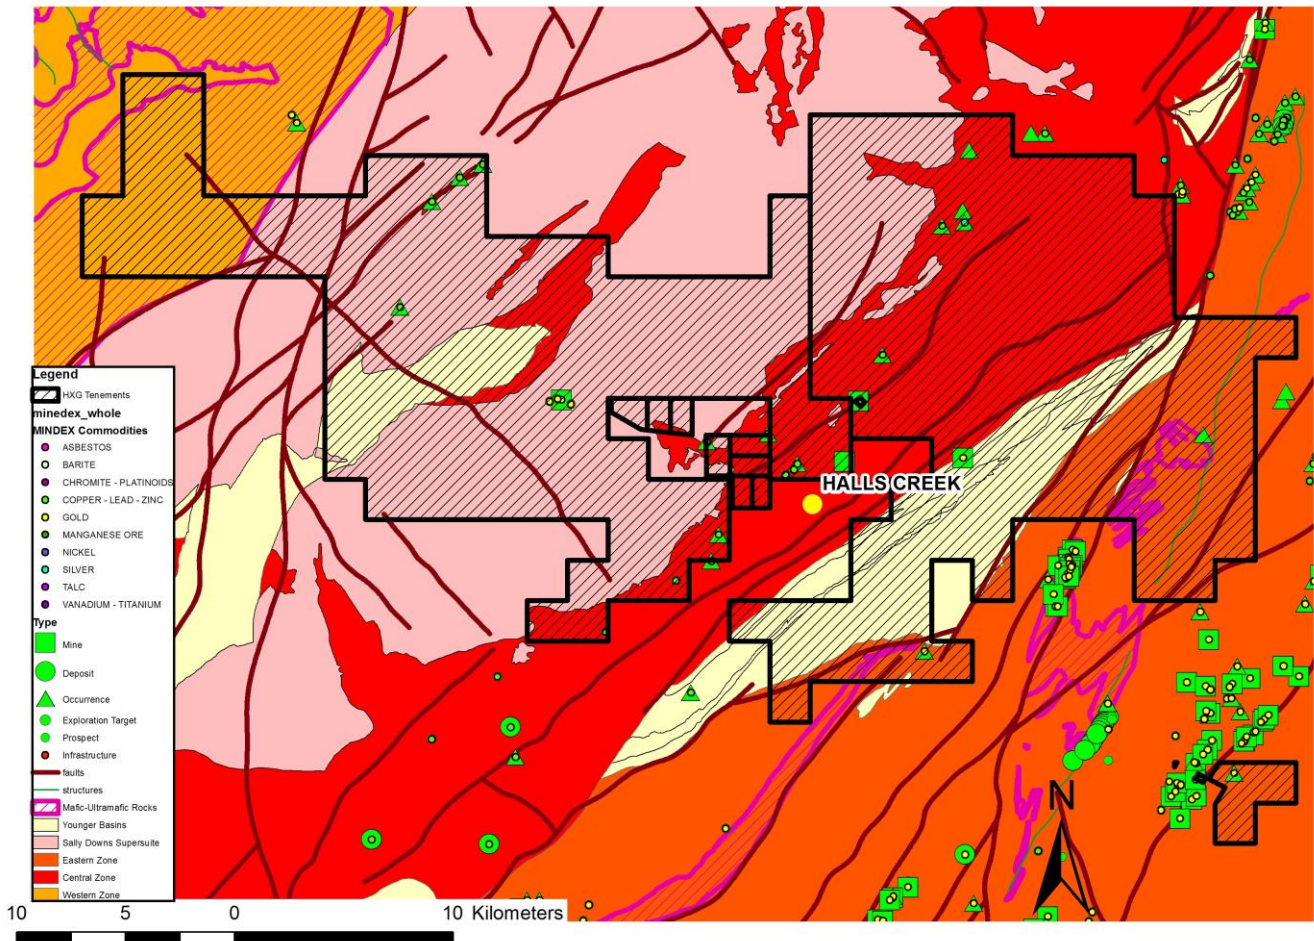 HALLS CREEK
Legend
HXG Tenements
minedex_whole
MINDEX Commodities
ASBESTOS
BARITE
CHROMITE - PLATINOIDS
COPPER - LEAD - ZINC
GOLD
MANGANESE ORE
NICKEL
SILVER
TALC
VANADIUM - TITANIUM
Type
Mine
Deposit
Occurrence
Exploration Target
Prospect
Infrastructure
faults
structures
Mafic-Ultramafic Rocks
Younger Basins
Sally Downs Supersuite
Eastern Zone
Central Zone
Western Zone
N
10 5 0 10 Kilometers